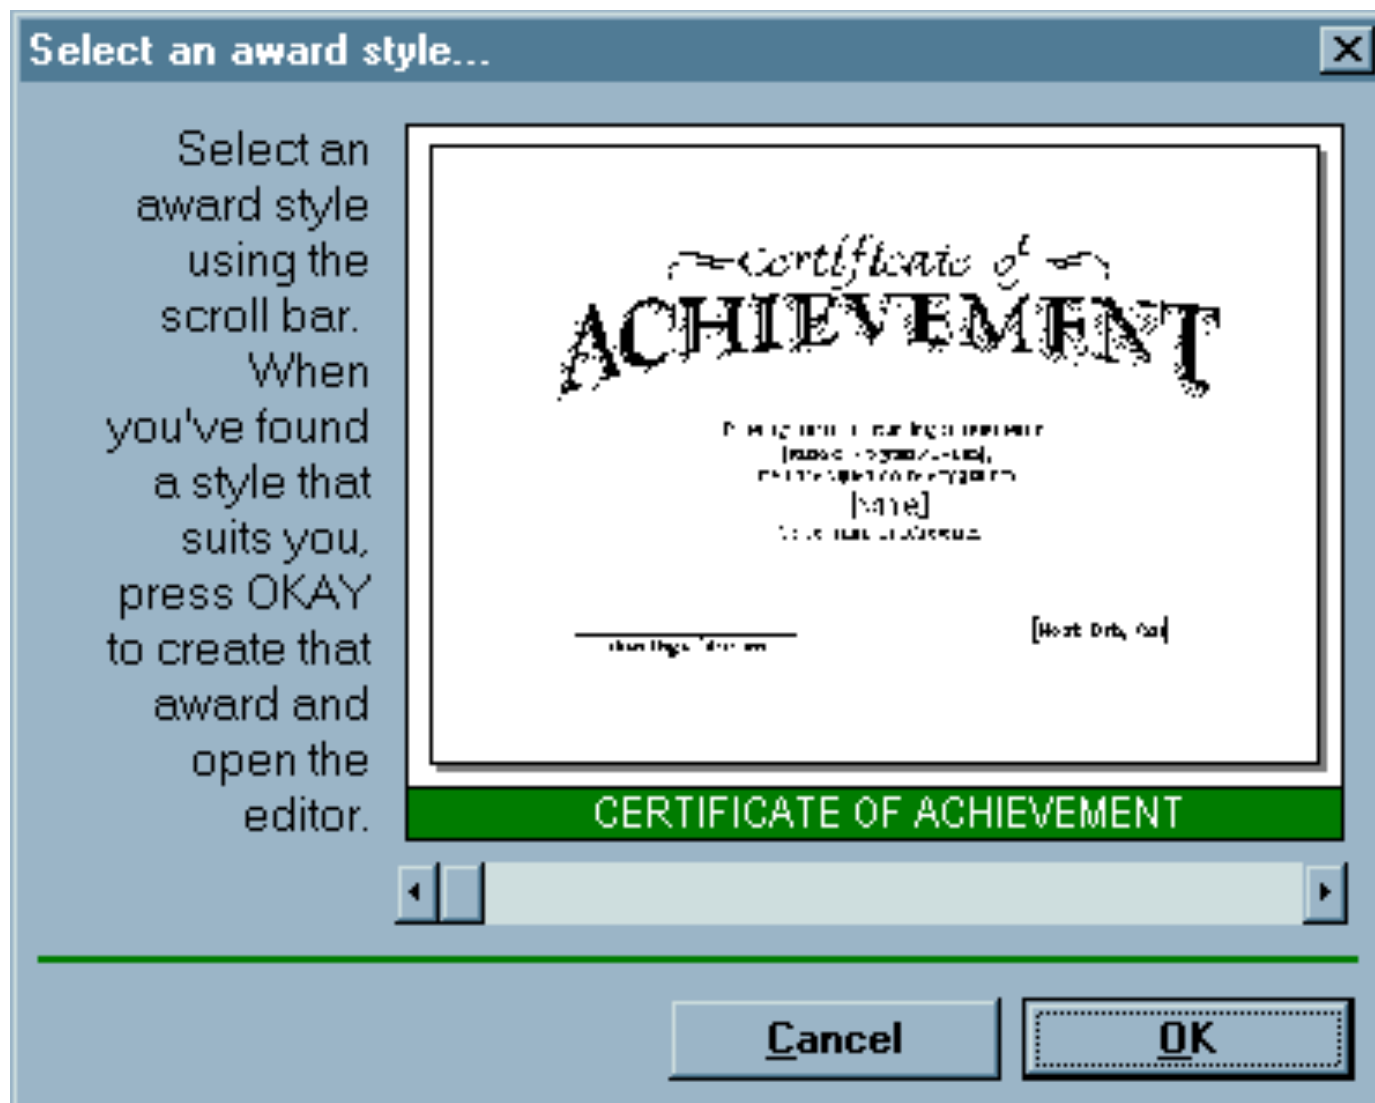 Select an award style...
Select an
award style
using the
scroll bar.
When
you've found
a style that
suits you,
press OKAY
to create that
award and
open the
editor.
Certificate of
ACHIEVEMENT
[Name]
CERTIFICATE OF ACHIEVEMENT
Cancel
OK